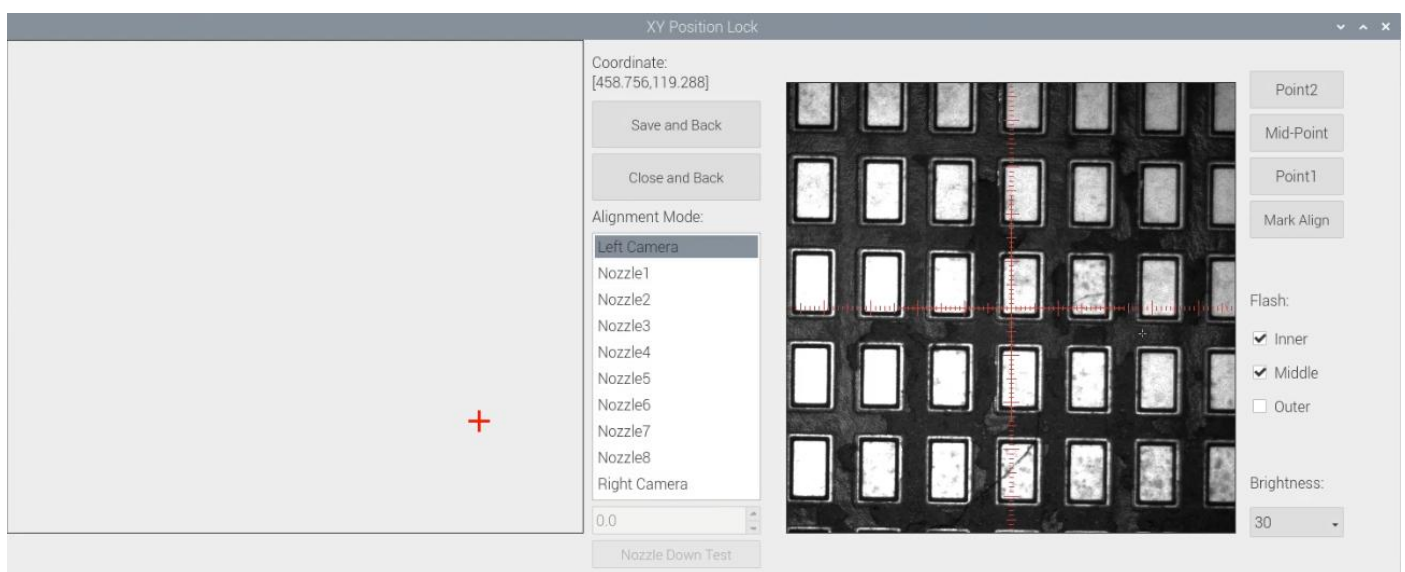 XY Position Lock
Coordinate:
[458.756,119.288]
Save and Back
Close and Back
Alignment Mode:
Left Camera
Nozzle1
Nozzle2
Nozzle3
Nozzle4
Nozzle5
Nozzle6
Nozzle7
Nozzle8
Right Camera
0.0
Nozzle Down Test
Point2
Mid-Point
Point1
Mark Align
Flash:
Inner
Middle
Outer
Brightness:
30